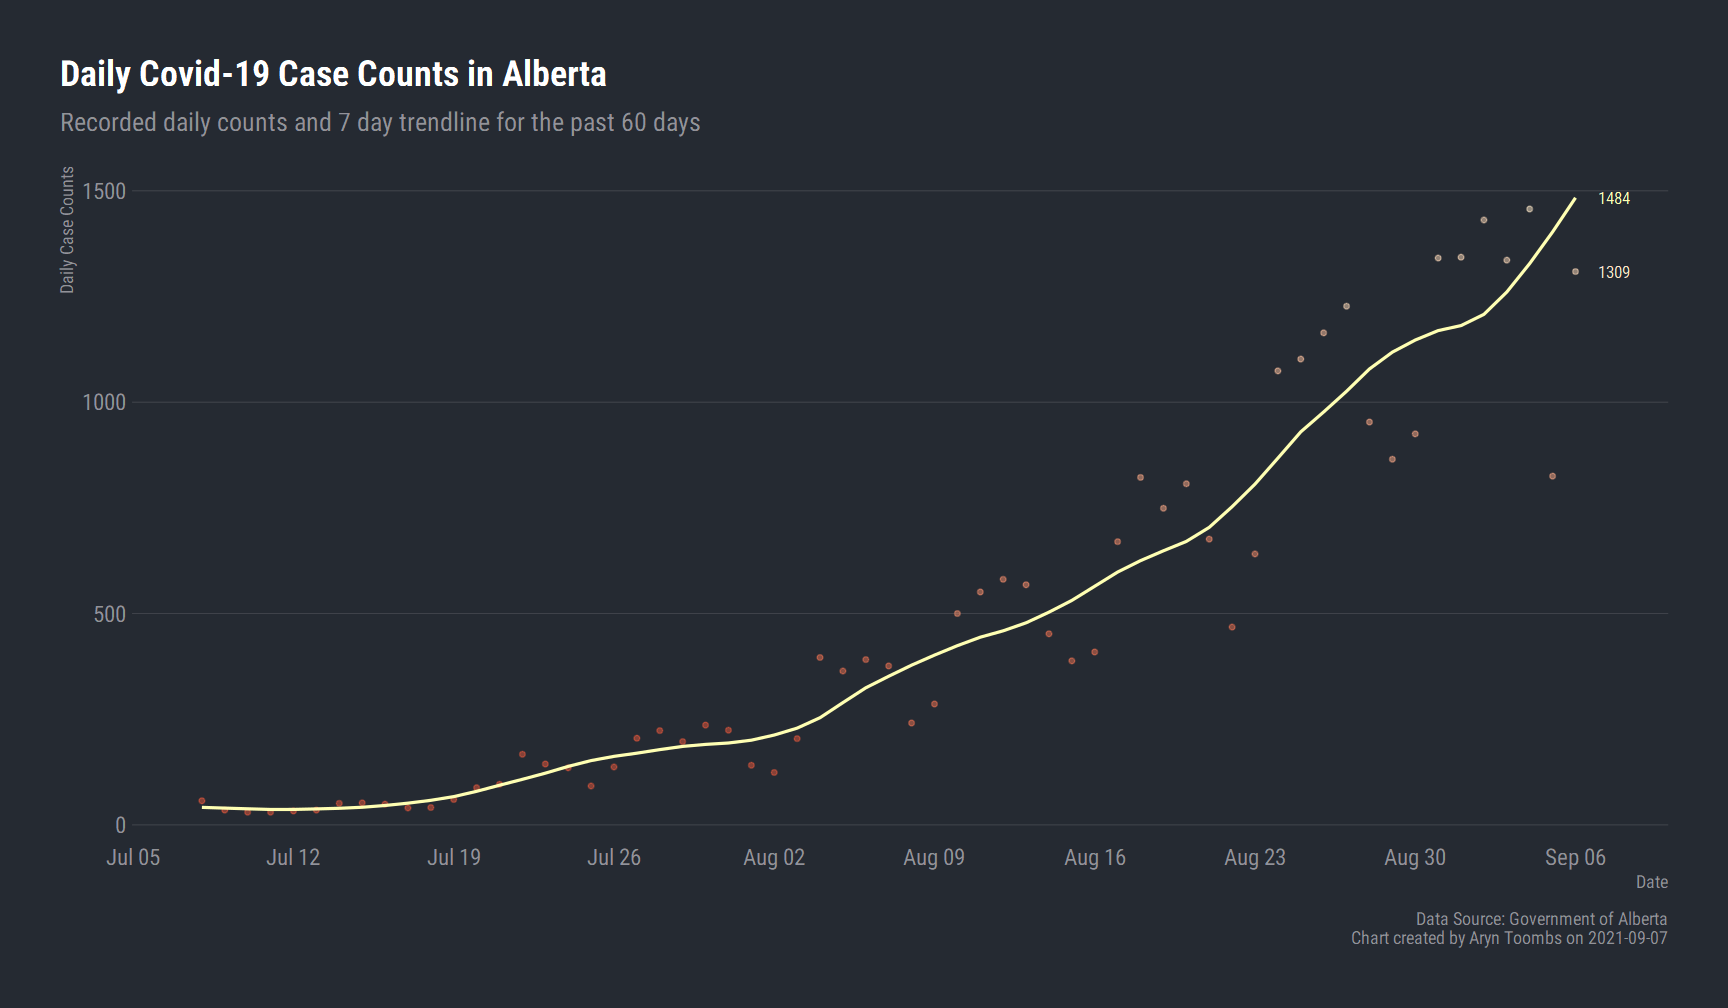 Daily Covid-19 Case Counts in Alberta
Recorded daily counts and 7 day trendline for the past 60 days
Daily Case Counts
1500
1000
500
0
1484
1309
Jul 05 Jul 12 Jul 19 Jul 26 Aug 02 Aug 09 Aug 16 Aug 23 Aug 30 Sep 06
Date
Data Source: Government of Alberta
Chart created by Aryn Toombs on 2021-09-07